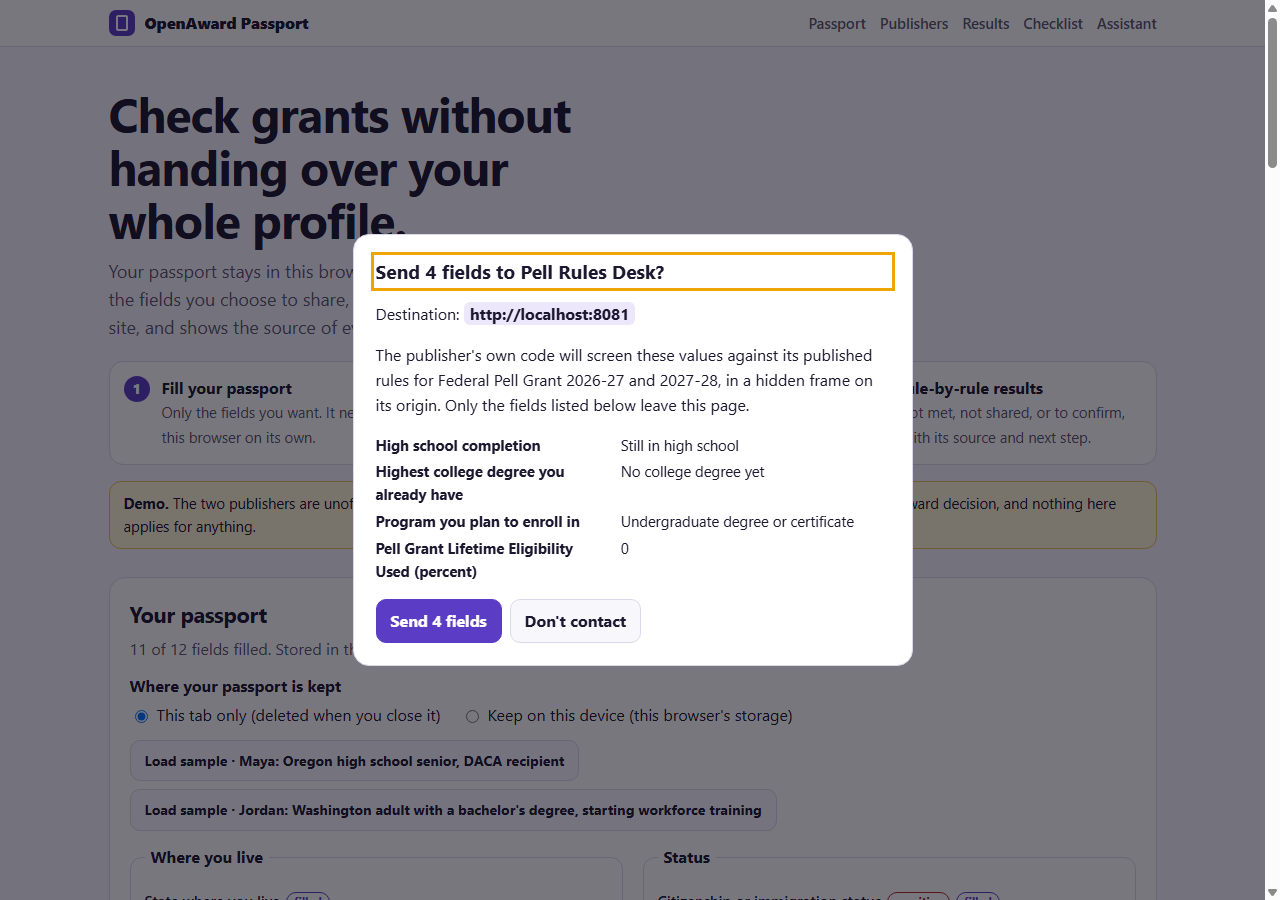 OpenAward Passport
Passport Publishers Results Checklist Assistant
Check grants without
handing over your
whole profile.
Your passport stays in this brow
the fields you choose to share,
site, and shows the source of e
Send 4 fields to Pell Rules Desk?
Destination: http://localhost:8081
The publisher's own code will screen these values against its published
rules for Federal Pell Grant 2026-27 and 2027-28, in a hidden frame on
its origin. Only the fields listed below leave this page.
High school completion Still in high school
Highest college degree you No college degree yet
already have
Program you plan to enroll in Undergraduate degree or certificate
Pell Grant Lifetime Eligibility 0
Used (percent)
Send 4 fields Don't contact
1 Fill your passport
Only the fields you want. It ne
this browser on its own.
le-by-rule results
ot met, not shared, or to confirm,
ith its source and next step.
Demo. The two publishers are unof
ward decision, and nothing here
applies for anything.
Your passport
11 of 12 fields filled. Stored in th
Where your passport is kept
This tab only (deleted when you close it) Keep on this device (this browser's storage)
Load sample · Maya: Oregon high school senior, DACA recipient
Load sample · Jordan: Washington adult with a bachelor's degree, starting workforce training
Where you live Status